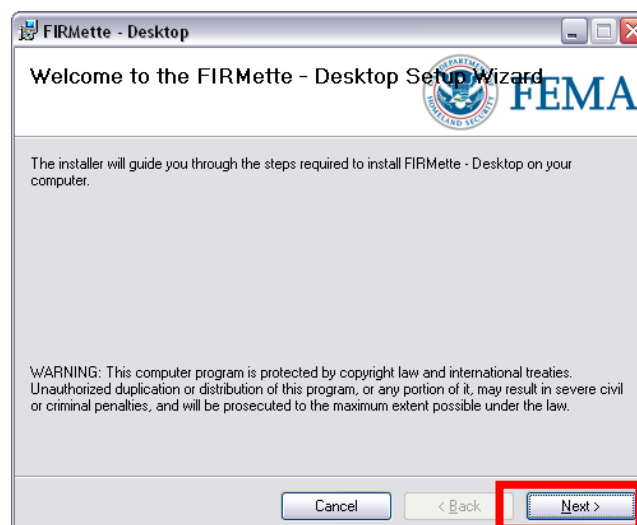 FIRMette - Desktop
Welcome to the FIRMette - Desktop Setup Wizard
FEMA
The installer will guide you through the steps required to install FIRMette - Desktop on your
computer.
WARNING: This computer program is protected by copyright law and international treaties.
Unauthorized duplication or distribution of this program, or any portion of it, may result in severe civil
or criminal penalties, and will be prosecuted to the maximum extent possible under the law.
Cancel
< Back
Next >